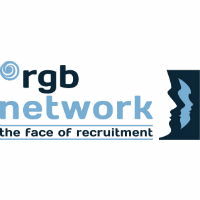 rgb
network
the face of recruitment